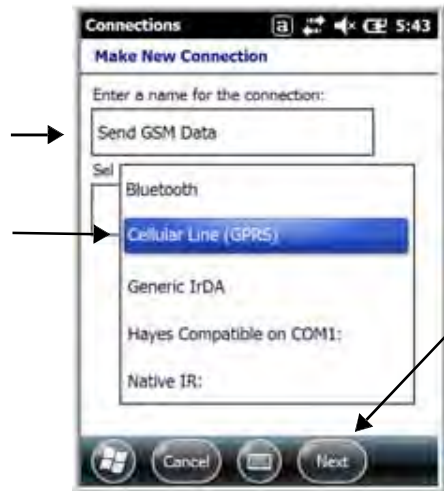 Connections a 5:43
Make New Connection
Enter a name for the connection:
Send GSM Data
Sel
Bluetooth
Cellular Line (GPRS)
Generic IrDA
Hayes Compatible on COM1:
Native IR:
Cancel Next